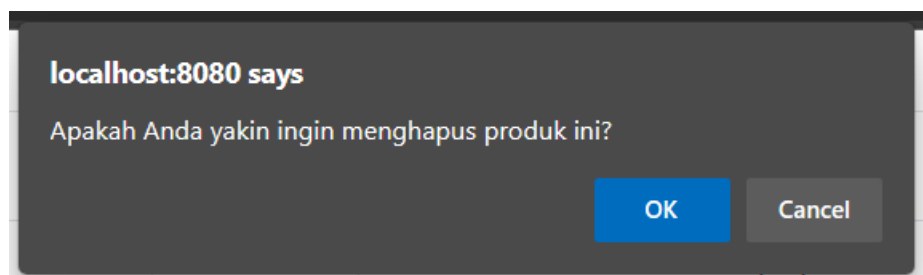 localhost:8080 says
Apakah Anda yakin ingin menghapus produk ini?
OK
Cancel